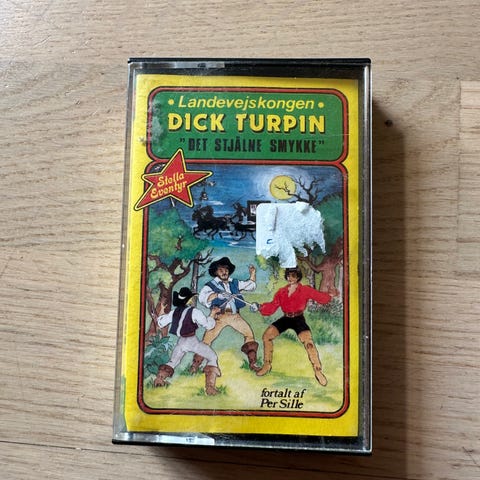 • Landevejskongen •
DICK TURPIN
"DET STJÅLNE SMYKKE"
Stella
Eventyr
fortalt af
Per Sille